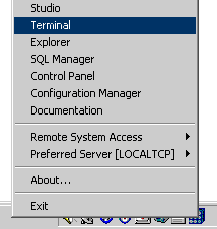 Studio
Terminal
Explorer
SQL Manager
Control Panel
Configuration Manager
Documentation
Remote System Access
Preferred Server [LOCALTCP]
About...
Exit